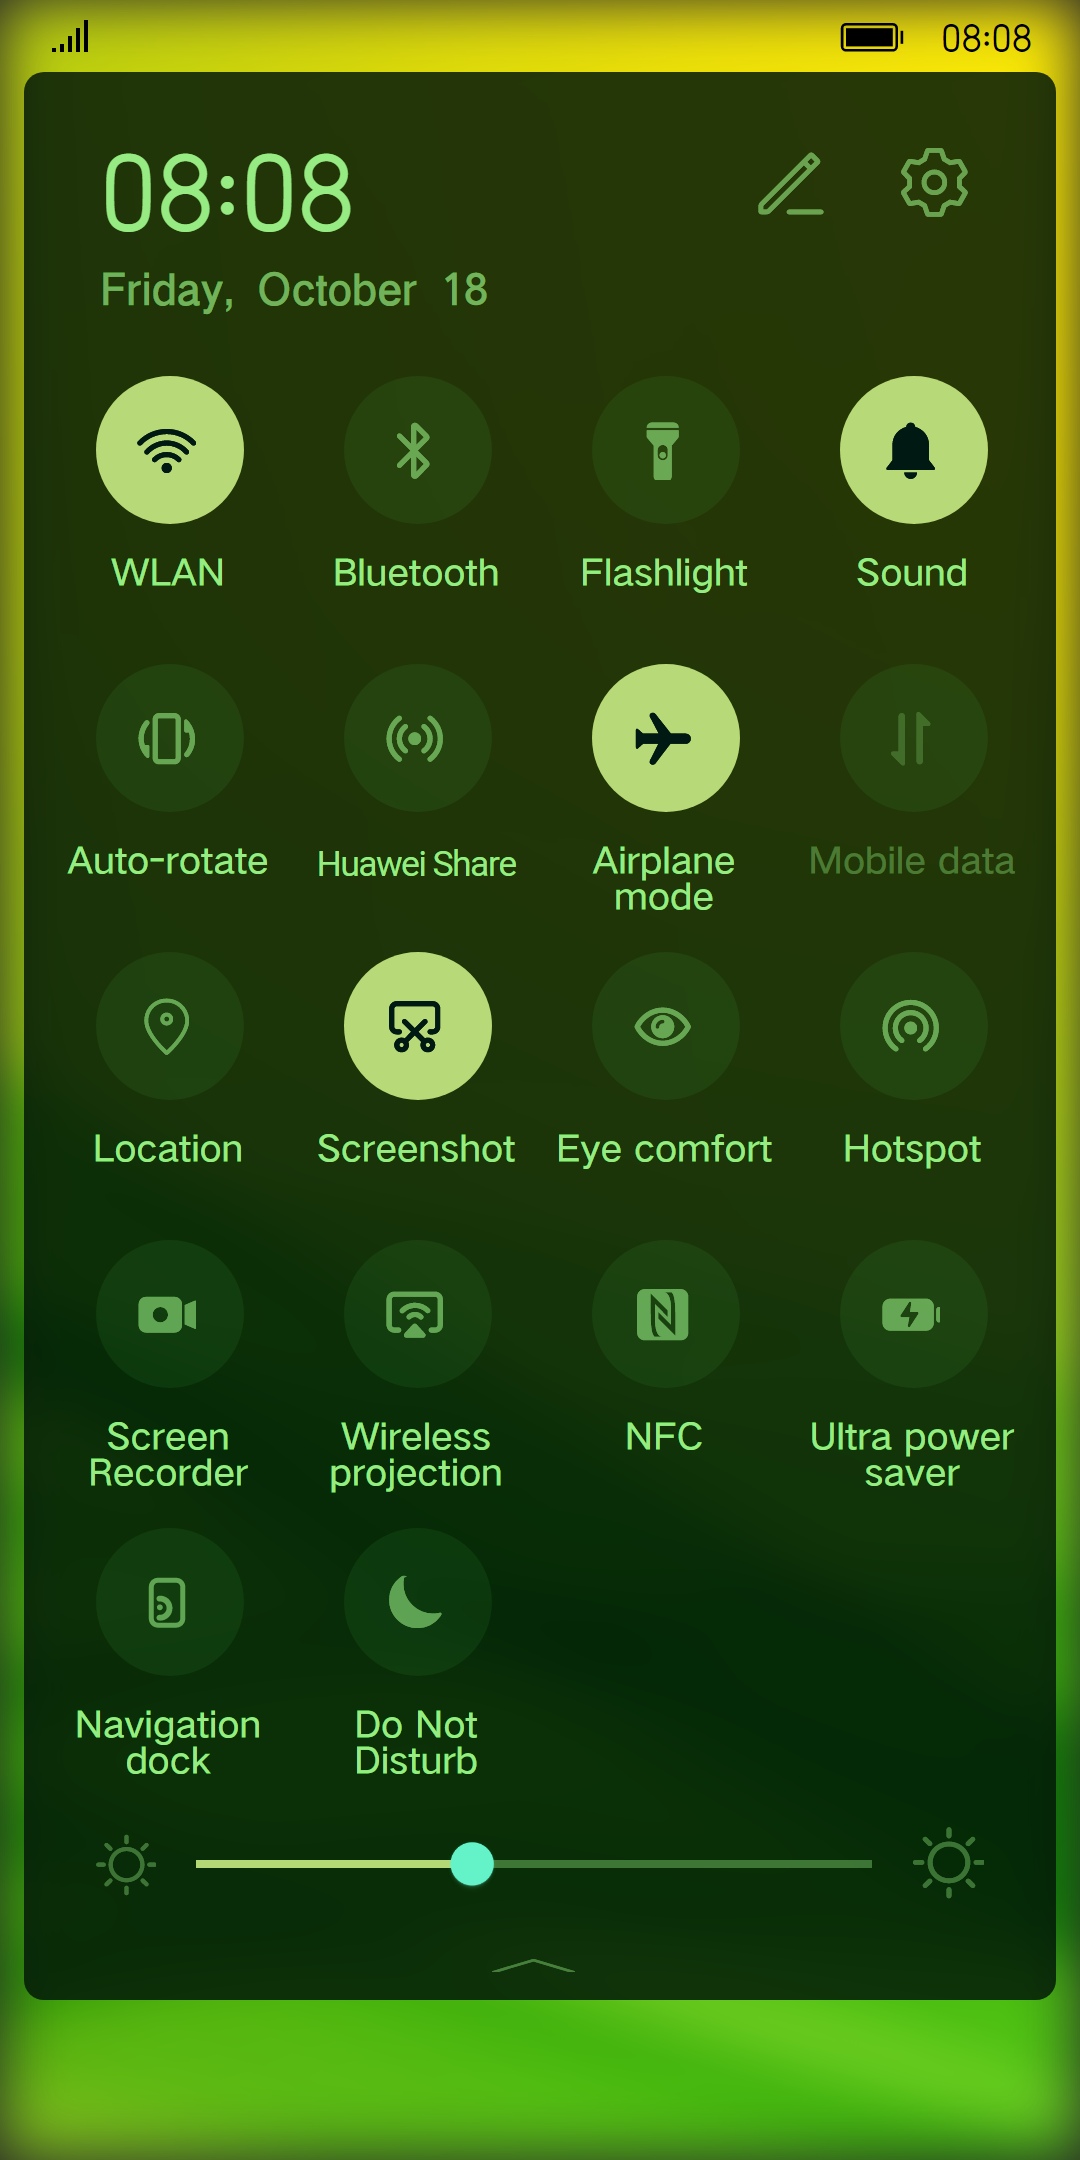 08:08
08:08
Friday, October 18
WLAN
Bluetooth
Flashlight
Sound
Auto-rotate
Huawei Share
Airplane
mode
Mobile data
Location
Screenshot
Eye comfort
Hotspot
Screen
Recorder
Wireless
projection
NFC
Ultra power
saver
Navigation
dock
Do Not
Disturb